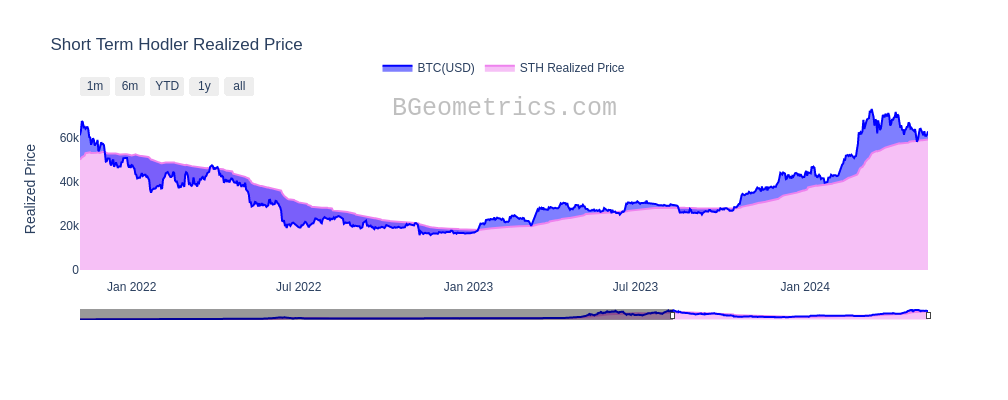 Short Term Hodler Realized Price
BTC(USD) STH Realized Price
1m 6m YTD 1y all
BGeometrics.com
Realized Price
60k
40k
20k
0
Jan 2022 Jul 2022 Jan 2023 Jul 2023 Jan 2024